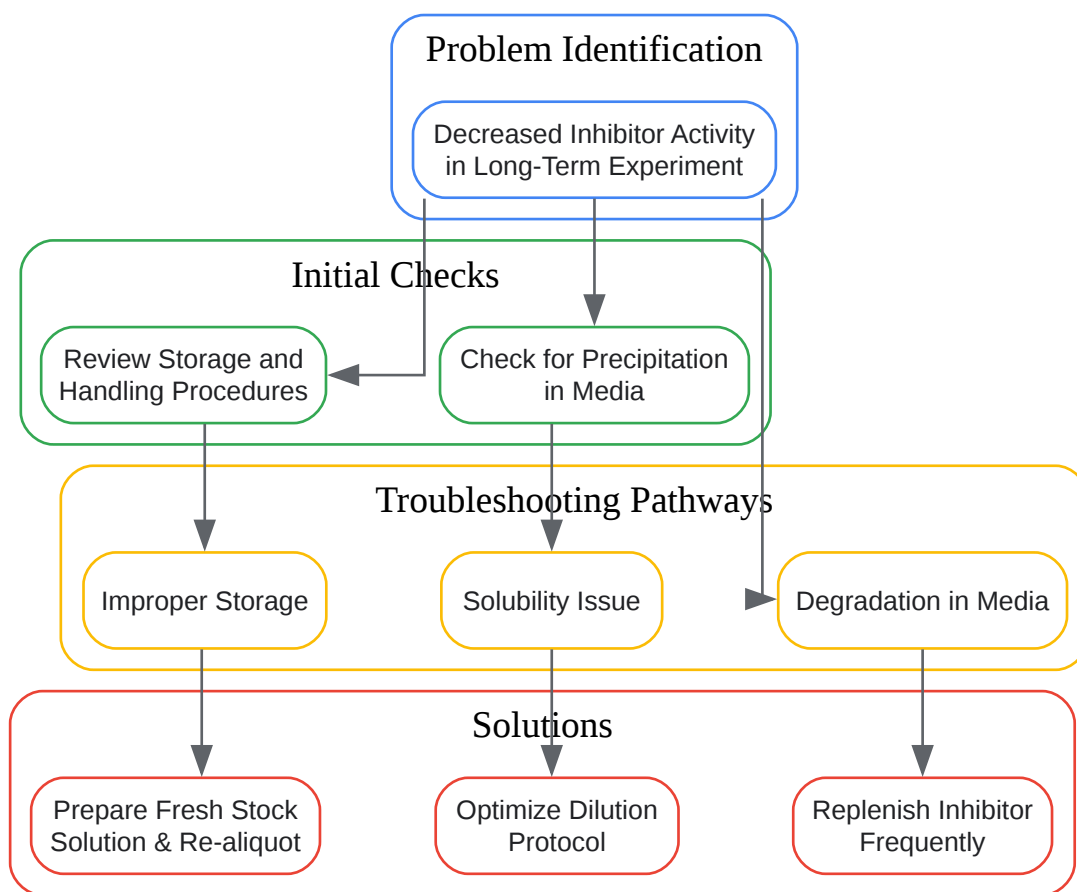 Problem Identification
Decreased Inhibitor Activity
in Long-Term Experiment
Initial Checks
Review Storage and
Handling Procedures
Check for Precipitation
in Media
Troubleshooting Pathways
Improper Storage
Solubility Issue
Degradation in Media
Solutions
Prepare Fresh Stock
Solution & Re-aliquot
Optimize Dilution
Protocol
Replenish Inhibitor
Frequently